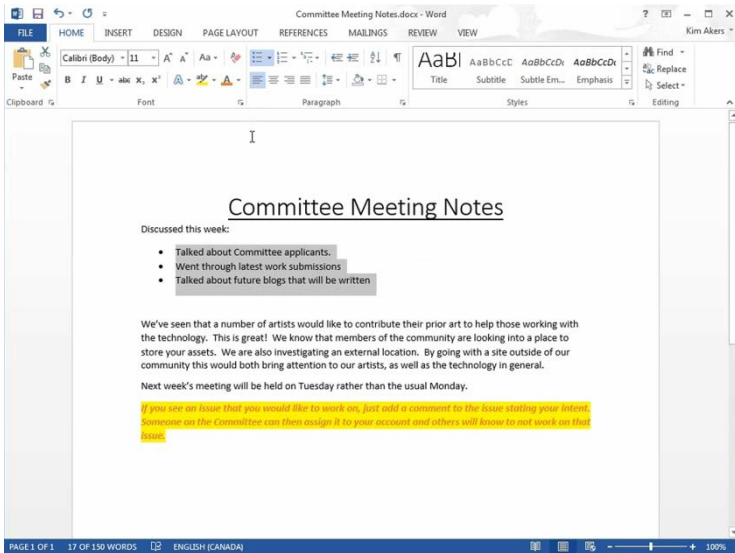 Committee Meeting Notes.docx - Word
FILE HOME INSERT DESIGN PAGE LAYOUT REFERENCES MAILINGS REVIEW VIEW Kim Akers
Paste
Calibri (Body) 11
Aa
B I U abc X₂ X²
A
AaBl AaBbCcD AaBbCcDt AaBbCcDt
Title Subtitle Subtle Em... Emphasis
Find
Replace
Select
Clipboard Font Paragraph Styles Editing
Committee Meeting Notes
Discussed this week:
• Talked about Committee applicants.
• Went through latest work submissions
• Talked about future blogs that will be written
We've seen that a number of artists would like to contribute their prior art to help those working with
the technology. This is great! We know that members of the community are looking into a place to
store your assets. We are also investigating an external location. By going with a site outside of our
community this would both bring attention to our artists, as well as the technology in general.
Next week's meeting will be held on Tuesday rather than the usual Monday.
If you see an issue that you would like to work on, just add a comment to the issue stating your intent.
Someone on the Committee can then assign it to your account and others will know to not work on that
issue.
PAGE 1 OF 1 17 OF 150 WORDS ENGLISH (CANADA) 100%